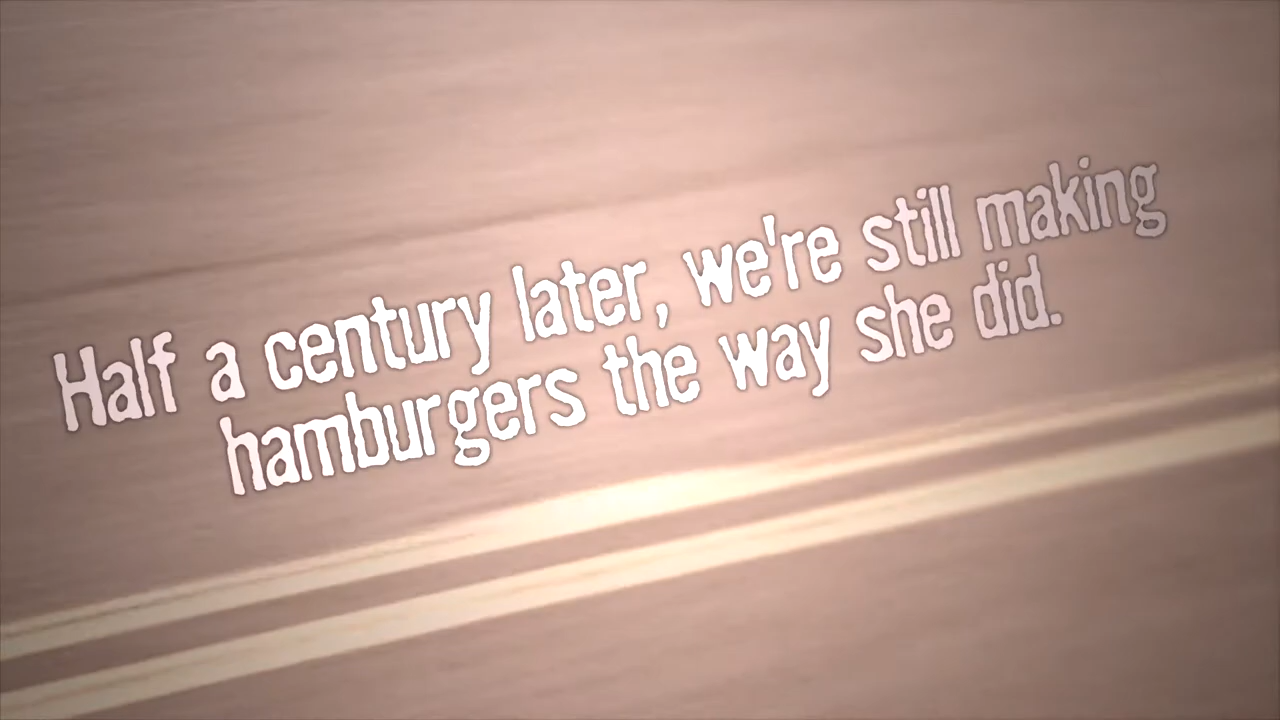 Half a century later, we're still making
hamburgers the way she did.